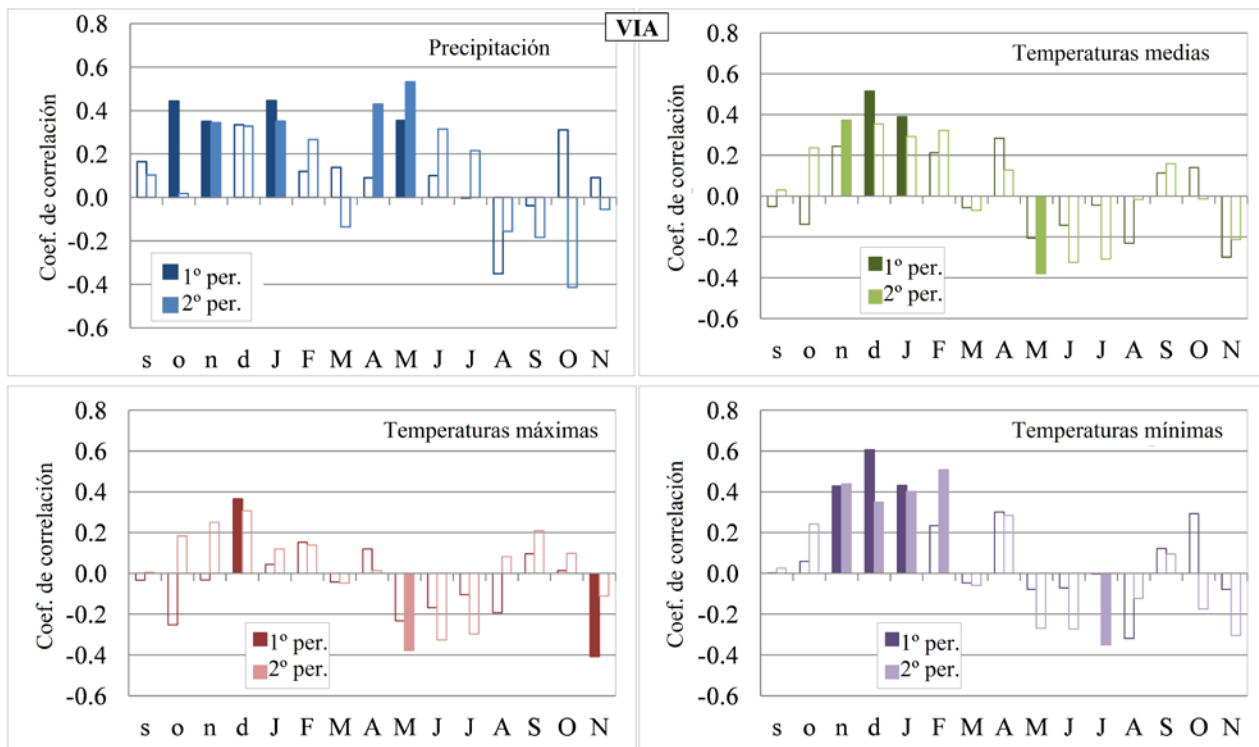 VIA
Precipitación
Coef. de correlación
0.8
0.6
0.4
0.2
0.0
-0.2
-0.4
-0.6
1º per.
2º per.
s o n d J F M A M J J A S O N
Temperaturas medias
Coef. de correlación
0.8
0.6
0.4
0.2
0.0
-0.2
-0.4
-0.6
1º per.
2º per.
s o n d J F M A M J J A S O N
Temperaturas máximas
Coef. de correlación
0.8
0.6
0.4
0.2
0.0
-0.2
-0.4
-0.6
1º per.
2º per.
s o n d J F M A M J J A S O N
Temperaturas mínimas
Coef. de correlación
0.8
0.6
0.4
0.2
0.0
-0.2
-0.4
-0.6
1º per.
2º per.
s o n d J F M A M J J A S O N